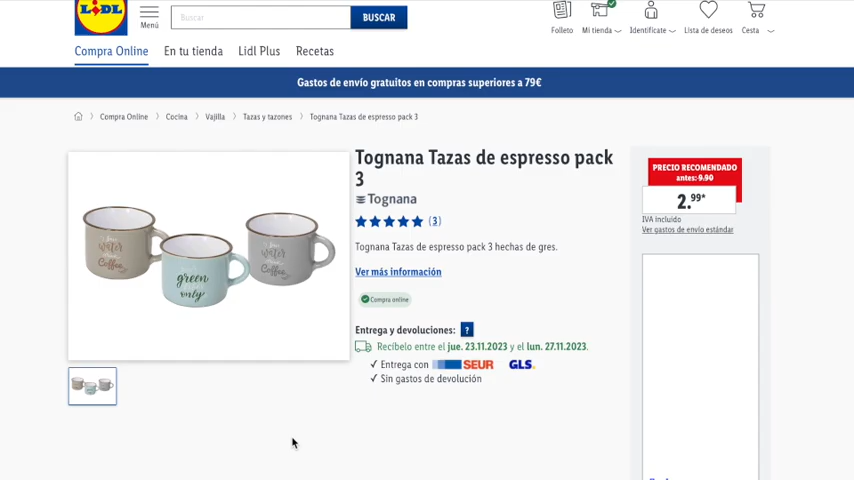 LIDL
Menú
Buscar
BUSCAR
Folleto
Mi tienda
Identifícate
Lista de deseos
Cesta
Compra Online
En tu tienda
Lidl Plus
Recetas
Gastos de envío gratuitos en compras superiores a 79€
Compra Online
Cocina
Vajilla
Tazas y tazones
Tognana Tazas de espresso pack 3
Tognana Tazas de espresso pack
3
Tognana
(3)
Tognana Tazas de espresso pack 3 hechas de gres.
Ver más información
Compra online
Entrega y devoluciones: ?
Recíbelo entre el jue. 23.11.2023 y el lun. 27.11.2023.
✓ Entrega con SEUR GLS.
✓ Sin gastos de devolución
PRECIO RECOMENDADO
antes: 9.90
2.99*
IVA incluido
Ver gastos de envío estándar
water
Coffee
green
only
water
Coffee